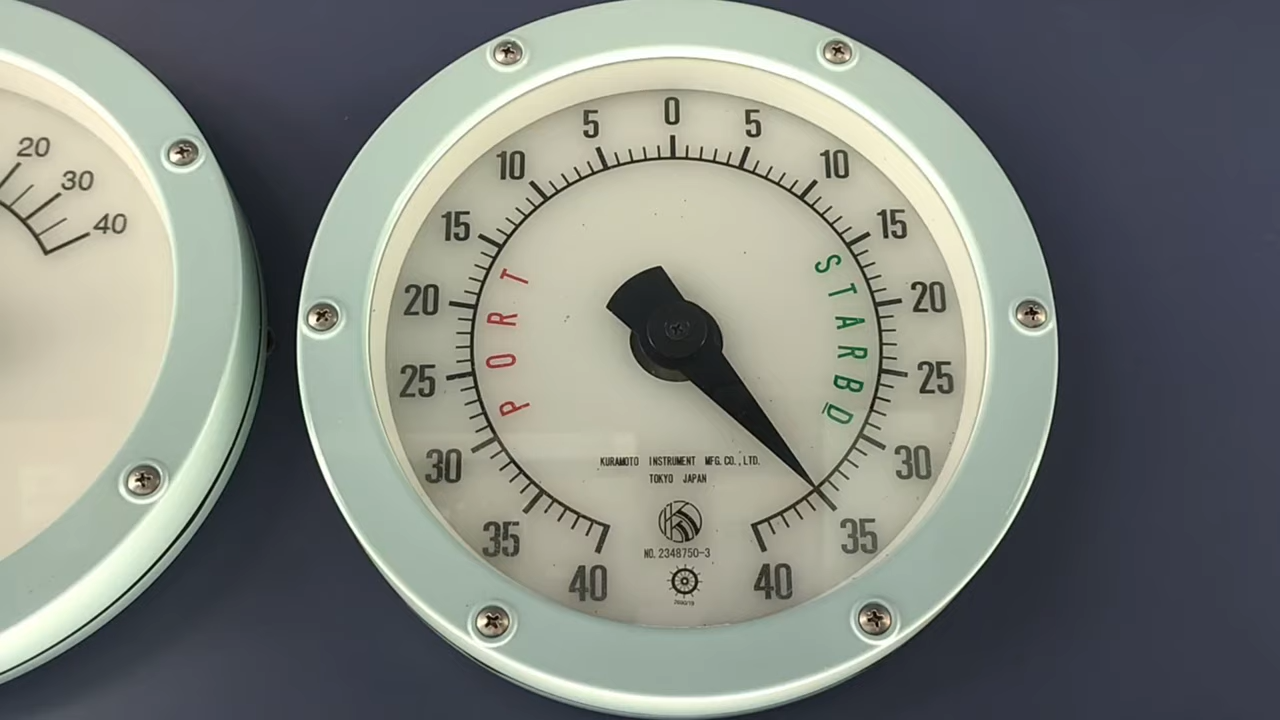 20
30
40
0
5 5
10 10
15 15
20 20
25 25
30 30
35 35
40 40
PORT
STARBD
KURAMOTO INSTRUMENT MFG.CO.,LTD.
TOKYO JAPAN
NO.2348750-3